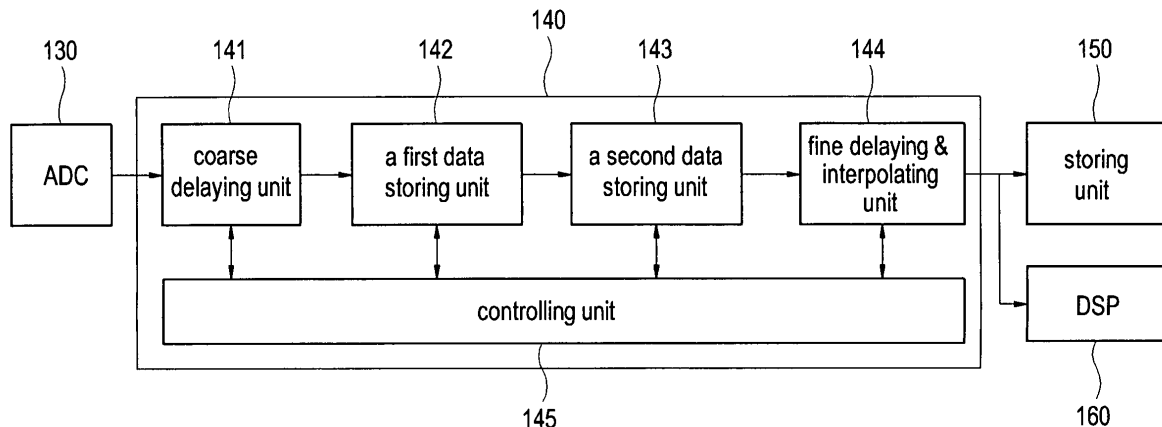 140
130
141
142
143
144
150
ADC
coarse
delaying unit
a first data
storing unit
a second data
storing unit
fine delaying &
interpolating
unit
storing
unit
controlling unit
DSP
145
160